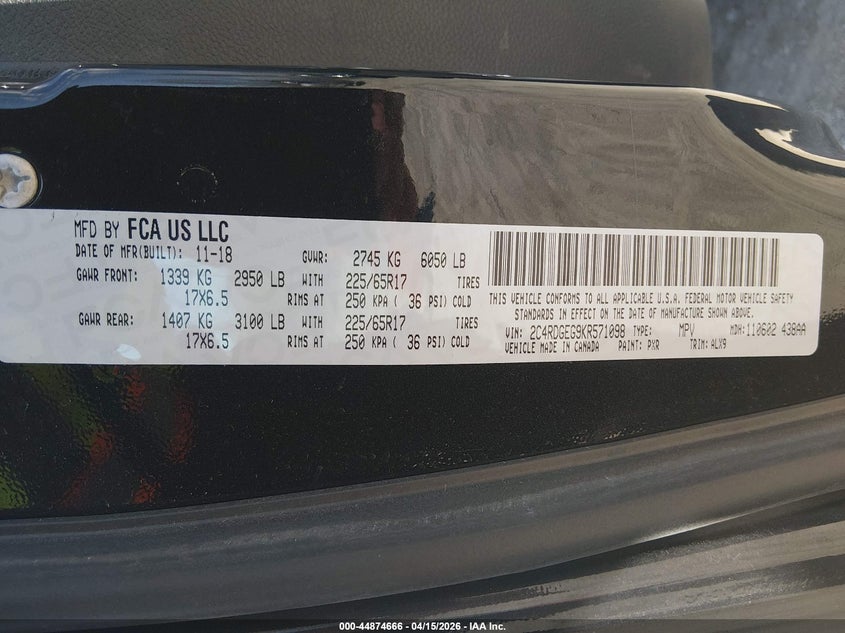 MFD BY FCA US LLC
DATE OF MFR(BUILT): 11-18 GVWR: 2745 KG 6050 LB
GAWR FRONT: 1339 KG 2950 LB WITH 225/65R17 TIRES
17X6.5 RIMS AT 250 KPA ( 36 PSI) COLD
GAWR REAR: 1407 KG 3100 LB WITH 225/65R17 TIRES
17X6.5 RIMS AT 250 KPA ( 36 PSI) COLD
THIS VEHICLE CONFORMS TO ALL APPLICABLE U.S.A. FEDERAL MOTOR VEHICLE SAFETY
STANDARDS IN EFFECT ON THE DATE OF MANUFACTURE SHOWN ABOVE.
VIN: 2C4RDGEG9KR571098 TYPE: MPV MDH: 110602 438AA
VEHICLE MADE IN CANADA PAINT: PXR TRIM: ALX9
000-44874666 - 04/15/2026 - IAA Inc.